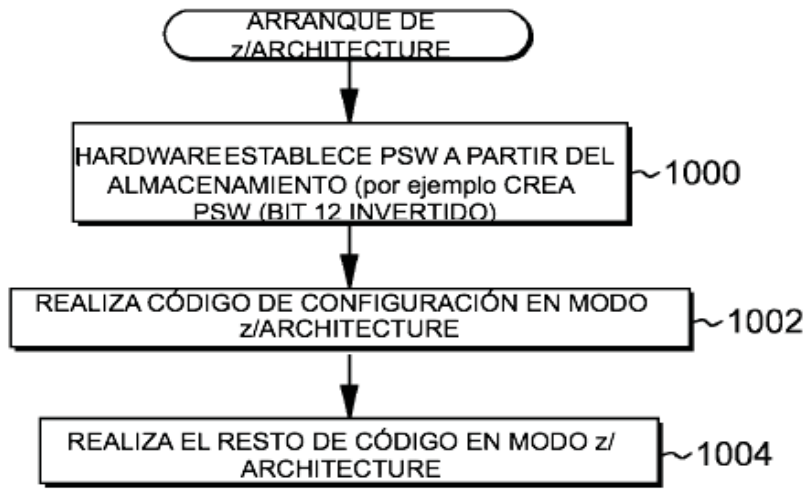 ARRANQUE DE
z/ARCHITECTURE
HARDWARE ESTABLECE PSW A PARTIR DEL
ALMACENAMIENTO (por ejemplo CREA
PSW (BIT 12 INVERTIDO)
1000
REALIZA CÓDIGO DE CONFIGURACIÓN EN MODO
z/ARCHITECTURE
1002
REALIZA EL RESTO DE CÓDIGO EN MODO z/
ARCHITECTURE
1004